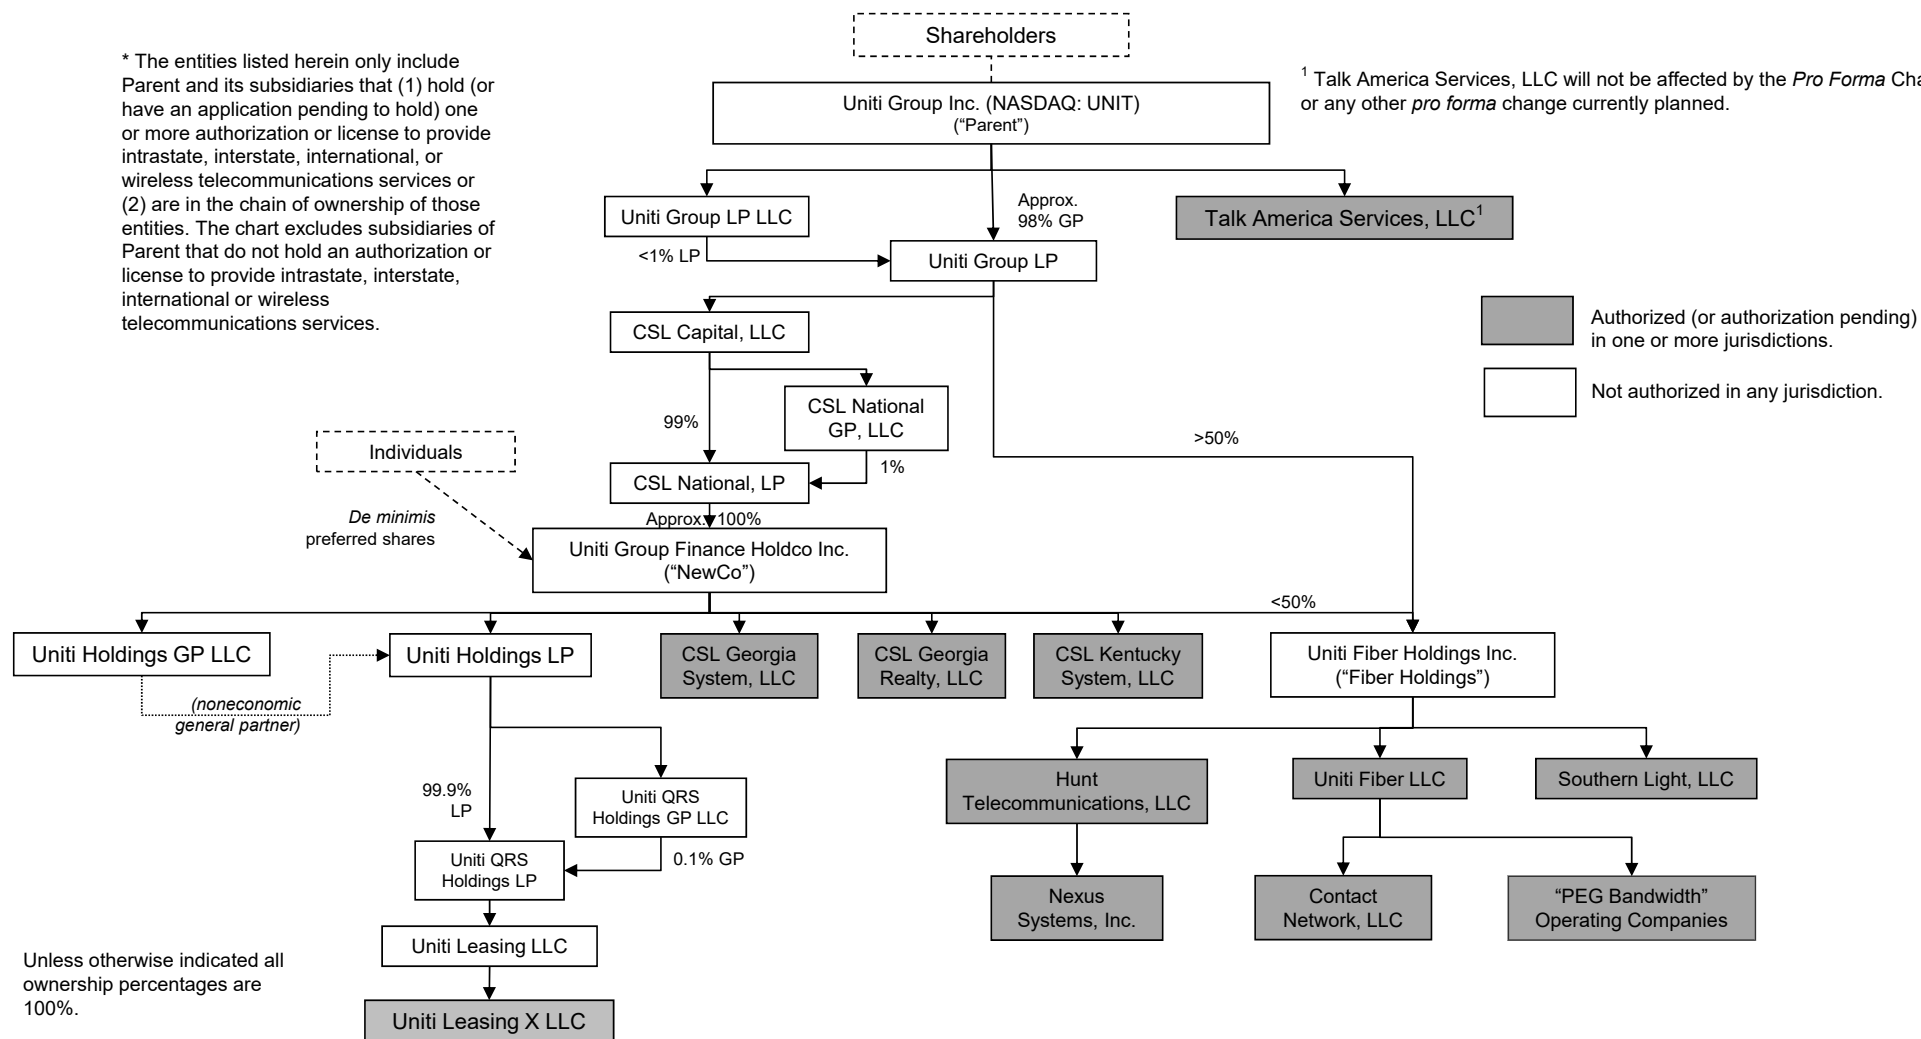 Shareholders
* The entities listed herein only include
Parent and its subsidiaries that (1) hold (or
have an application pending to hold) one
or more authorization or license to provide
intrastate, interstate, international, or
wireless telecommunications services or
(2) are in the chain of ownership of those
entities. The chart excludes subsidiaries of
Parent that do not hold an authorization or
license to provide intrastate, interstate,
international or wireless
telecommunications services.
Uniti Group Inc. (NASDAQ: UNIT)
(“Parent”)
1 Talk America Services, LLC will not be affected by the Pro Forma
or any other pro forma change currently planned.
Uniti Group LP LLC
Approx.
98% GP
Talk America Services, LLC1
<1% LP
Uniti Group LP
CSL Capital, LLC
Authorized (or authorization pending)
in one or more jurisdictions.
Not authorized in any jurisdiction.
CSL National
GP, LLC
99%
>50%
1%
Individuals
CSL National, LP
De minimis
preferred shares
Approx. 100%
Uniti Group Finance Holdco Inc.
(“NewCo”)
<50%
Uniti Holdings GP LLC
Uniti Holdings LP
CSL Georgia
System, LLC
CSL Georgia
Realty, LLC
CSL Kentucky
System, LLC
Uniti Fiber Holdings Inc.
(“Fiber Holdings”)
(noneconomic
general partner)
99.9%
LP
Uniti QRS
Holdings GP LLC
0.1% GP
Uniti QRS
Holdings LP
Hunt
Telecommunications, LLC
Uniti Fiber LLC
Southern Light, LLC
Nexus
Systems, Inc.
Contact
Network, LLC
“PEG Bandwidth”
Operating Companies
Uniti Leasing LLC
Uniti Leasing X LLC
Unless otherwise indicated all
ownership percentages are
100%.